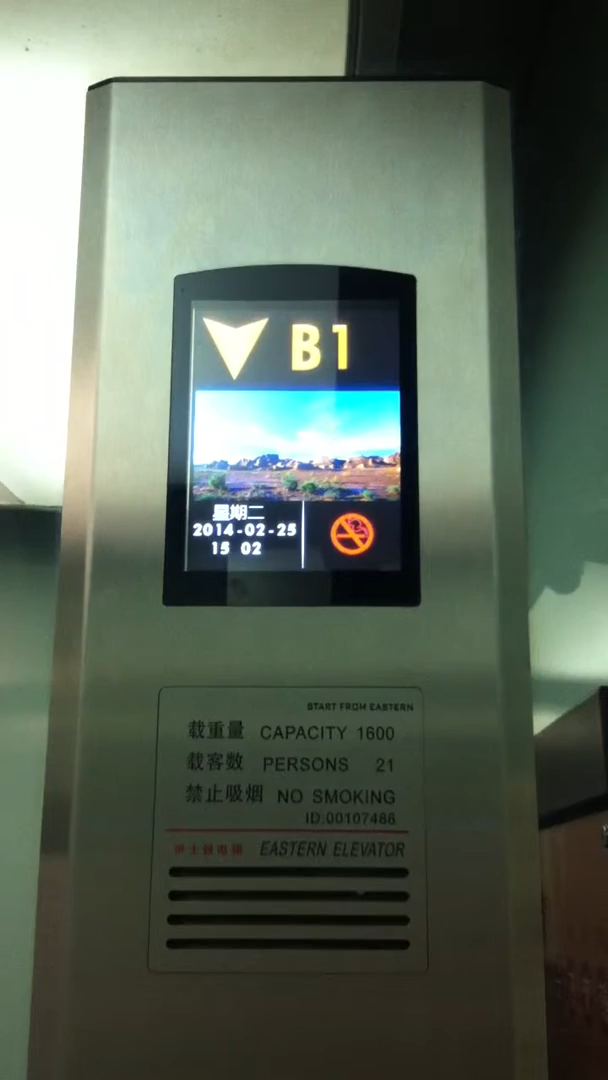 B1
星期二
2014-02-25
15 02
START FROM EASTERN
载重量 CAPACITY 1600
载客数 PERSONS 21
禁止吸烟 NO SMOKING
ID:00107486
EASTERN ELEVATOR